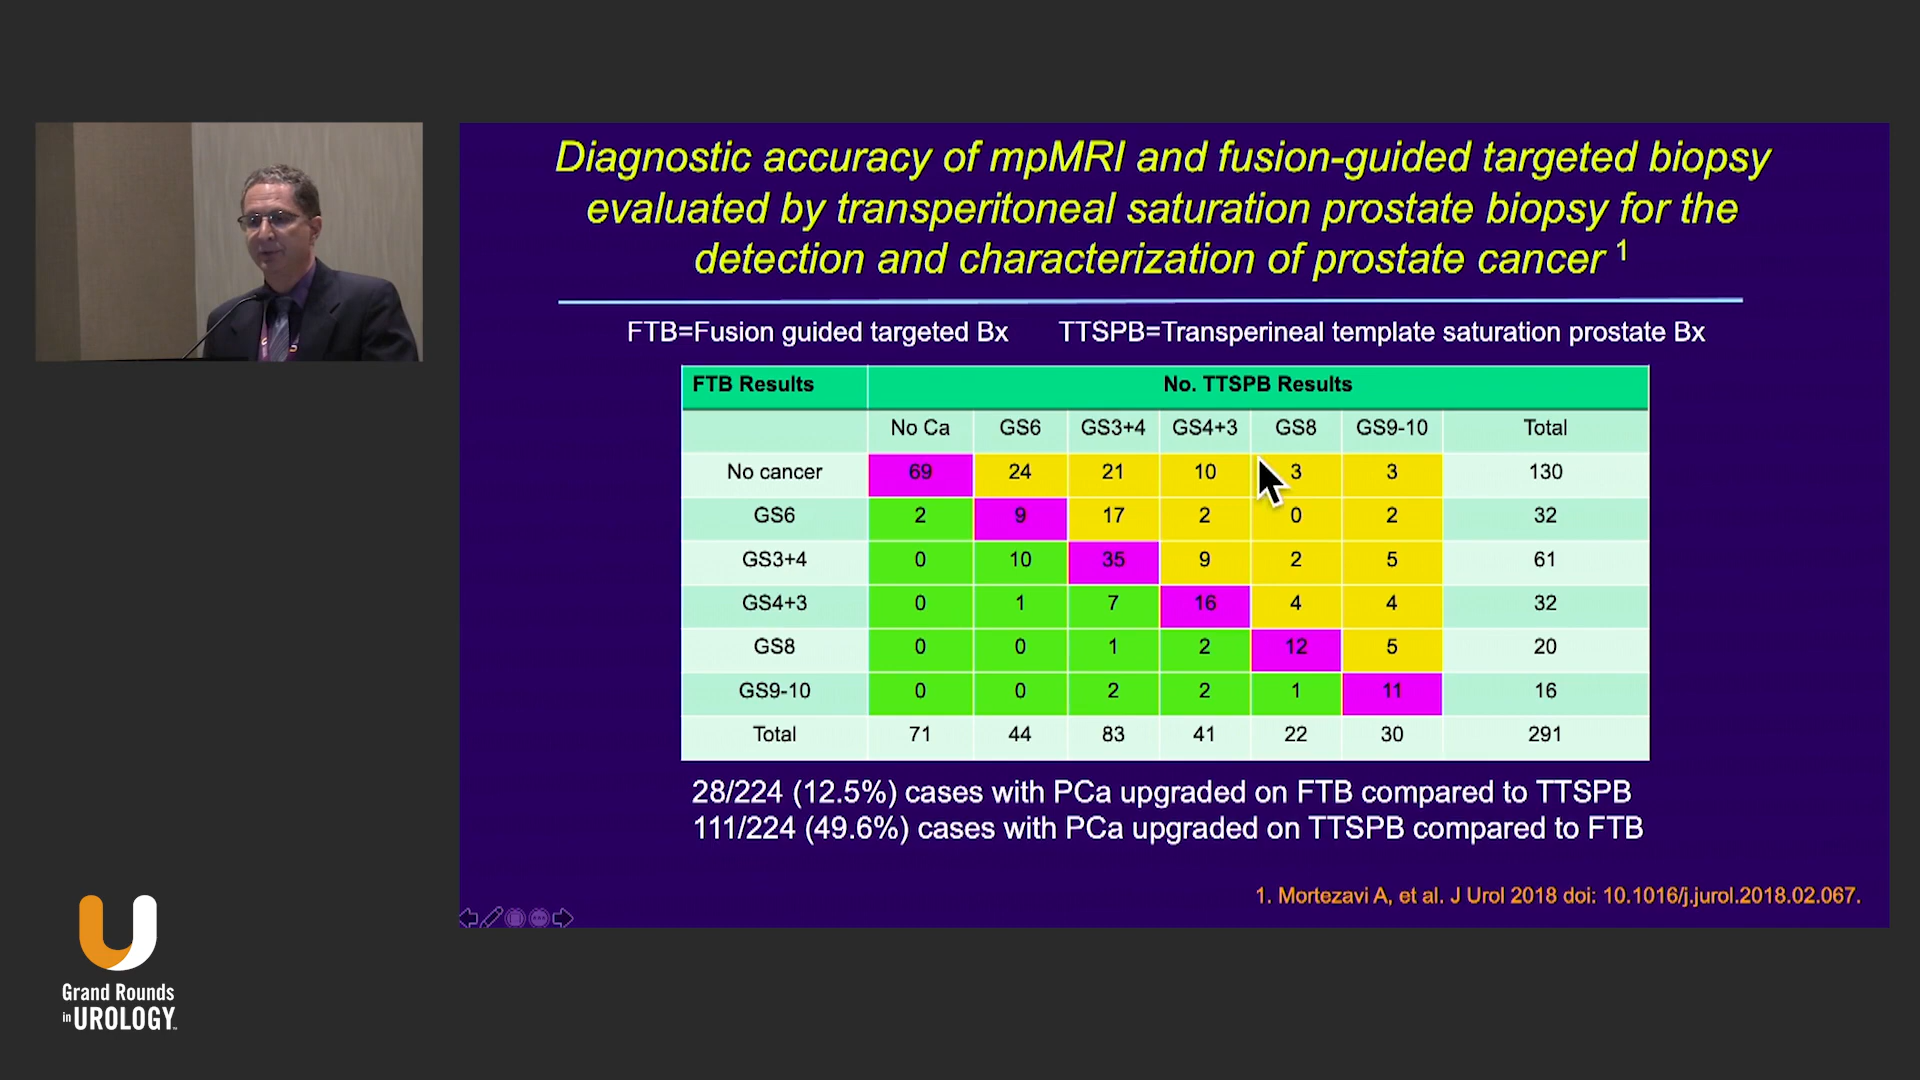 Diagnostic accuracy of mpMRI and fusion-guided targeted biopsy
evaluated by transperitoneal saturation prostate biopsy for the
detection and characterization of prostate cancer 1
FTB=Fusion guided targeted Bx TTSPB=Transperineal template saturation prostate Bx
FTB Results No. TTSPB Results
No Ca GS6 GS3+4 GS4+3 GS8 GS9-10 Total
No cancer 69 24 21 10 3 3 130
GS6 2 9 17 2 0 2 32
GS3+4 0 10 35 9 2 5 61
GS4+3 0 1 7 16 4 4 32
GS8 0 0 1 2 12 5 20
GS9-10 0 0 2 2 1 11 16
Total 71 44 83 41 22 30 291
28/224 (12.5%) cases with PCa upgraded on FTB compared to TTSPB
111/224 (49.6%) cases with PCa upgraded on TTSPB compared to FTB
1. Mortezavi A, et al. J Urol 2018 doi: 10.1016/j.jurol.2018.02.067.
Grand Rounds
in UROLOGY